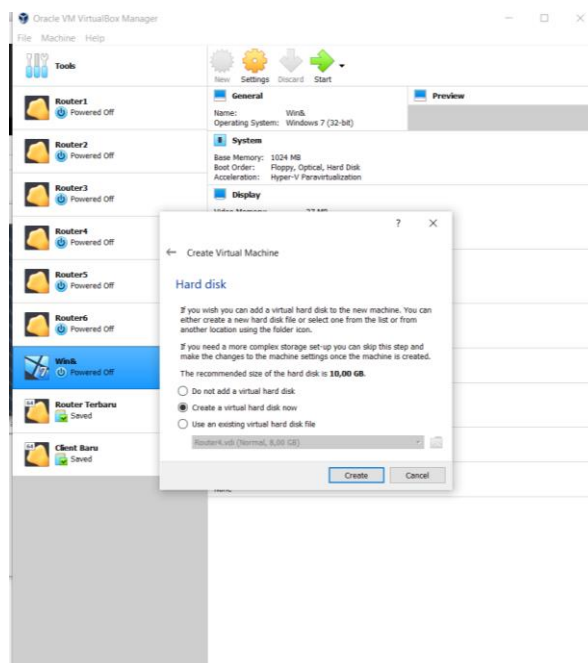 Oracle VM VirtualBox Manager
File Machine Help
Tools
New Settings Discard Start
Router1
Powered Off
Router2
Powered Off
Router3
Powered Off
Router4
Powered Off
Router5
Powered Off
Router6
Powered Off
Win&
Powered Off
Router Terbaru
Saved
Client Baru
Saved
General
Name: Win&
Operating System: Windows 7 (32-bit)
System
Base Memory: 1024 MB
Boot Order: Floppy, Optical, Hard Disk
Acceleration: Hyper-V Paravirtualization
Display
Preview
?
Create Virtual Machine
Hard disk
If you wish you can add a virtual hard disk to the new machine. You can
either create a new hard disk file or select one from the list or from
another location using the folder icon.
If you need a more complex storage set-up you can skip this step and
make the changes to the machine settings once the machine is created.
The recommended size of the hard disk is 10,00 GB.
Do not add a virtual hard disk
Create a virtual hard disk now
Use an existing virtual hard disk file
Router4.vdi (Normal, 8,00 GB)
Create Cancel